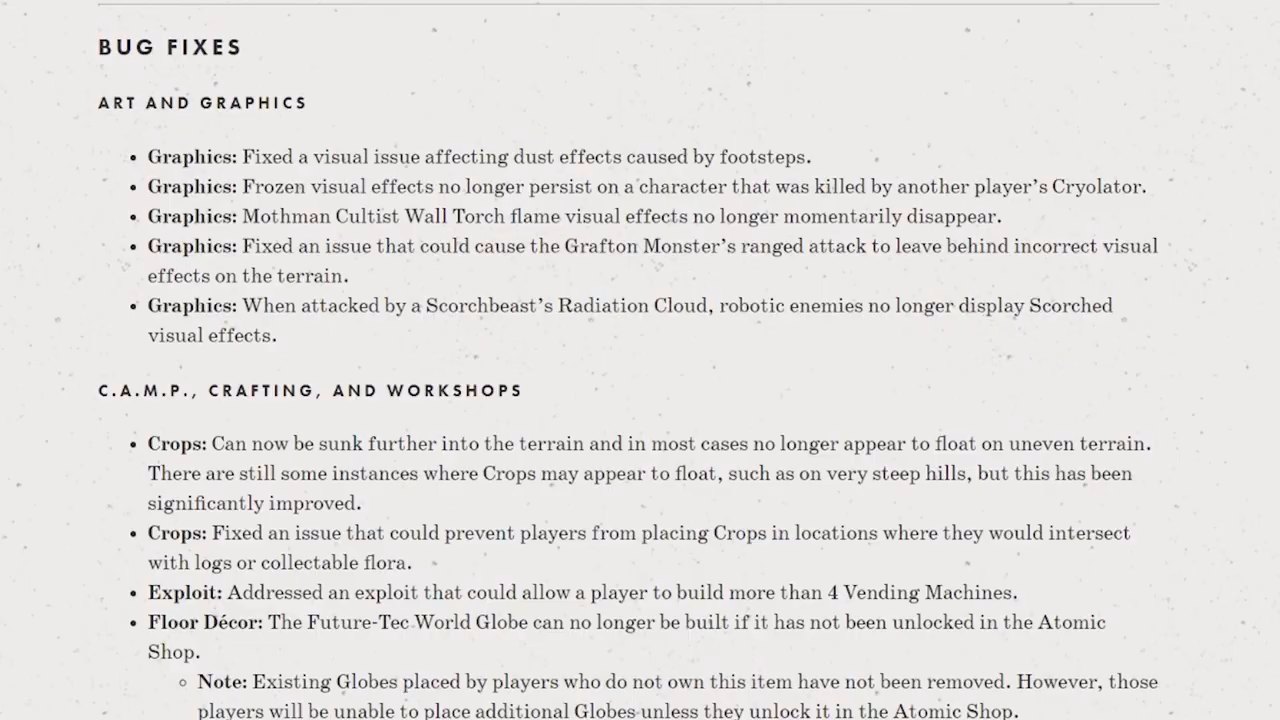 BUG FIXES
ART AND GRAPHICS
• Graphics: Fixed a visual issue affecting dust effects caused by footsteps.
• Graphics: Frozen visual effects no longer persist on a character that was killed by another player’s Cryolator.
• Graphics: Mothman Cultist Wall Torch flame visual effects no longer momentarily disappear.
• Graphics: Fixed an issue that could cause the Grafton Monster’s ranged attack to leave behind incorrect visual
effects on the terrain.
• Graphics: When attacked by a Scorchbeast’s Radiation Cloud, robotic enemies no longer display Scorched
visual effects.
C.A.M.P., CRAFTING, AND WORKSHOPS
• Crops: Can now be sunk further into the terrain and in most cases no longer appear to float on uneven terrain.
There are still some instances where Crops may appear to float, such as on very steep hills, but this has been
significantly improved.
• Crops: Fixed an issue that could prevent players from placing Crops in locations where they would intersect
with logs or collectable flora.
• Exploit: Addressed an exploit that could allow a player to build more than 4 Vending Machines.
• Floor Décor: The Future-Tec World Globe can no longer be built if it has not been unlocked in the Atomic
Shop.
◦ Note: Existing Globes placed by players who do not own this item have not been removed. However, those
players will be unable to place additional Globes unless they unlock it in the Atomic Shop.